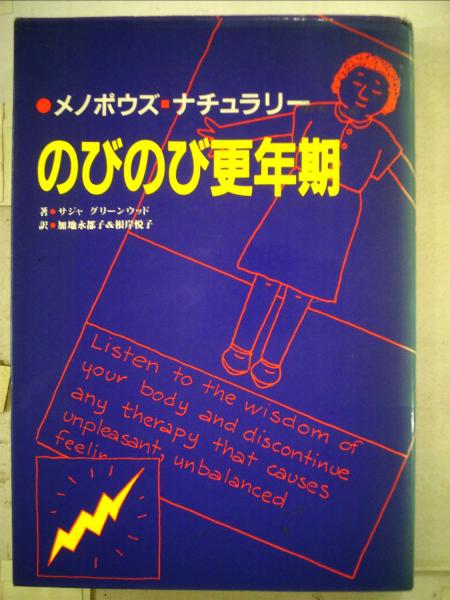 ●メノポウズ■ナチュラリー
のびのび更年期
著●サジャ グリーンウッド
訳●加地永都子&根岸悦子
Listen to the wisdom of
your body and discontinue
any therapy that causes
unpleasant, unbalanced
feelin